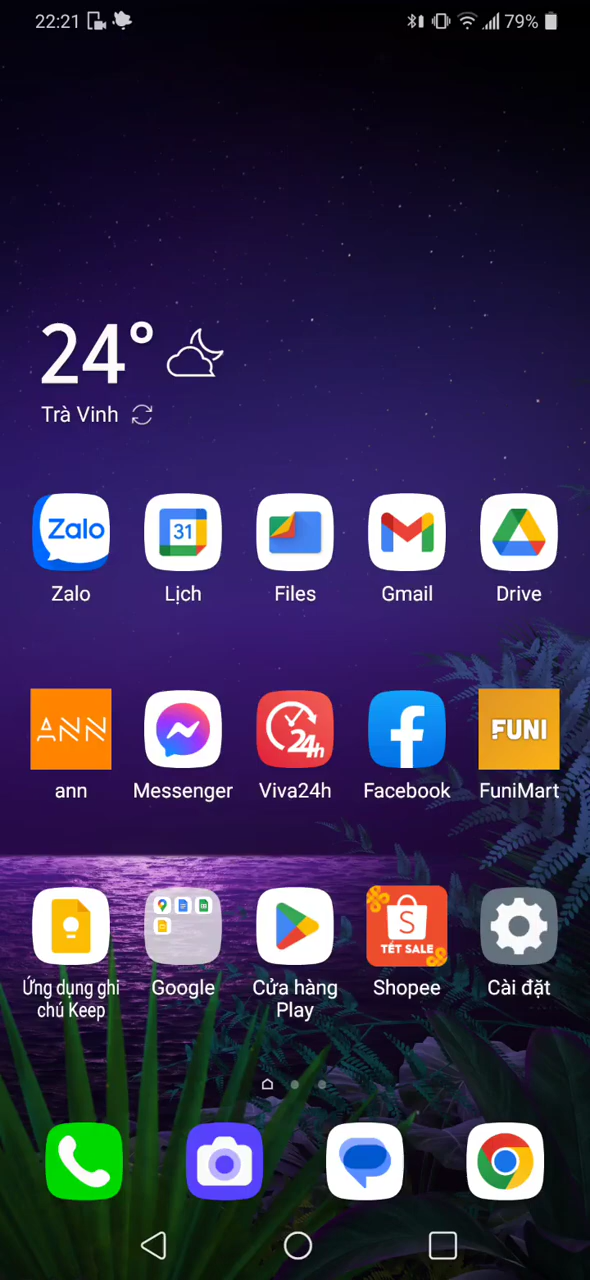 22:21
79%
24°
Trà Vinh
Zalo
31
Zalo
Lịch
Files
Gmail
Drive
ANN
24h
FUNI
ann
Messenger
Viva24h
Facebook
FuniMart
S
TẾT SALE
Ứng dụng ghi
chú Keep
Google
Cửa hàng
Play
Shopee
Cài đặt